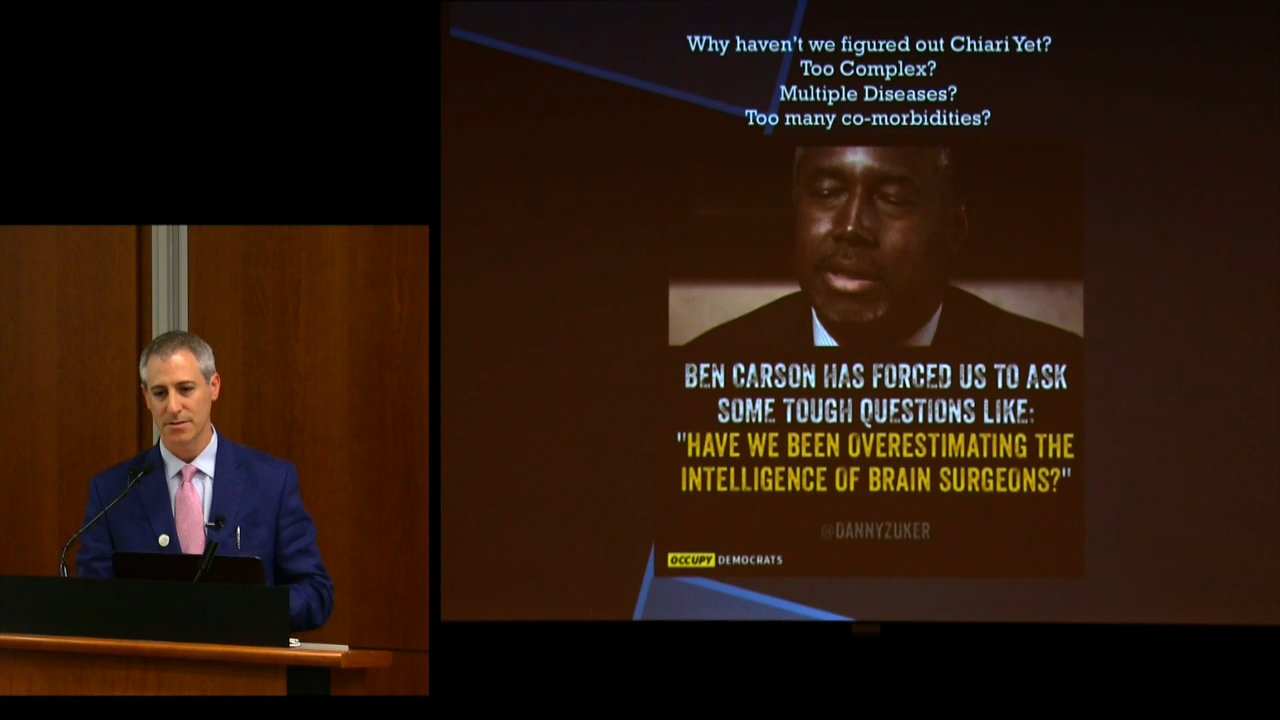 Why haven't we figured out Chiari Yet?
Too Complex?
Multiple Diseases?
Too many co-morbidities?
BEN CARSON HAS FORCED US TO ASK
SOME TOUGH QUESTIONS LIKE:
"HAVE WE BEEN OVERESTIMATING THE
INTELLIGENCE OF BRAIN SURGEONS?"
@DANNYZUKER
OCCUPY DEMOCRATS